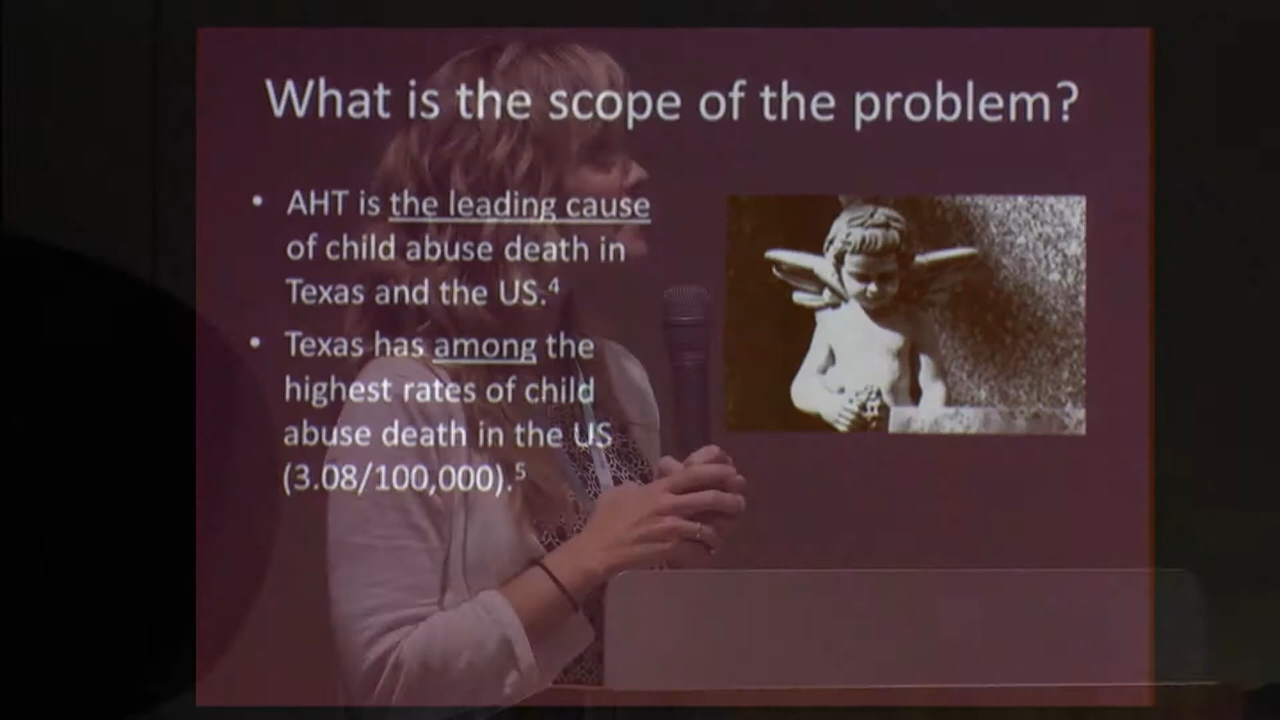 What is the scope of the problem?
• AHT is the leading cause
of child abuse death in
Texas and the US.⁴
• Texas has among the
highest rates of child
abuse death in the US
(3.08/100,000).⁵